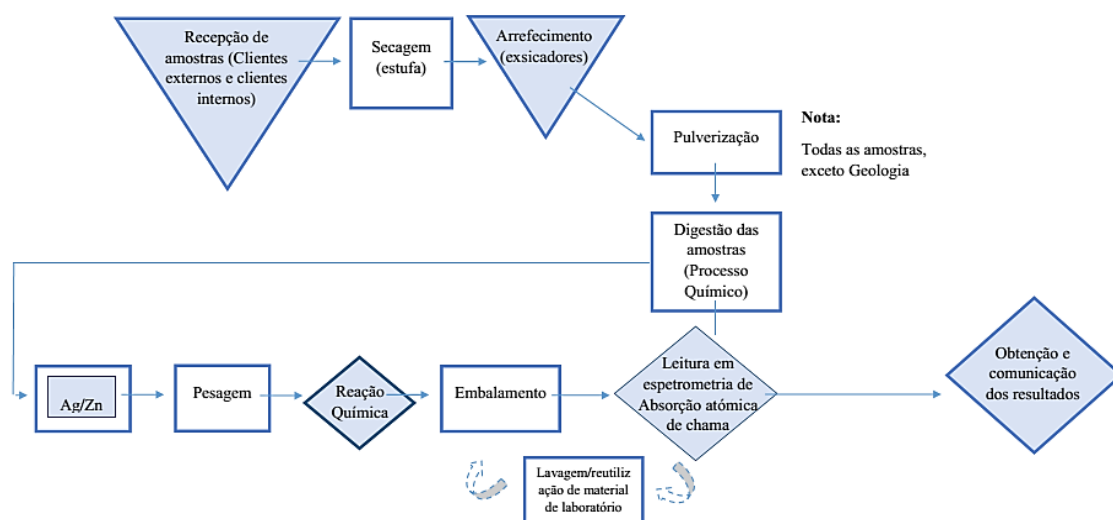 Recepção de
amostras (Clientes
externos e clientes
internos)
Secagem
(estufa)
Arrefecimento
(exsicadores)
Pulverização
Nota:
Todas as amostras,
exceto Geologia
Digestão das
amostras
(Processo
Químico)
Ag/Zn
Pesagem
Reação
Química
Embalamento
Leitura em
espetrometria de
Absorção atómica
de chama
Obtenção e
comunicação
dos resultados
Lavagem/reutiliz
ação de material
de laboratório